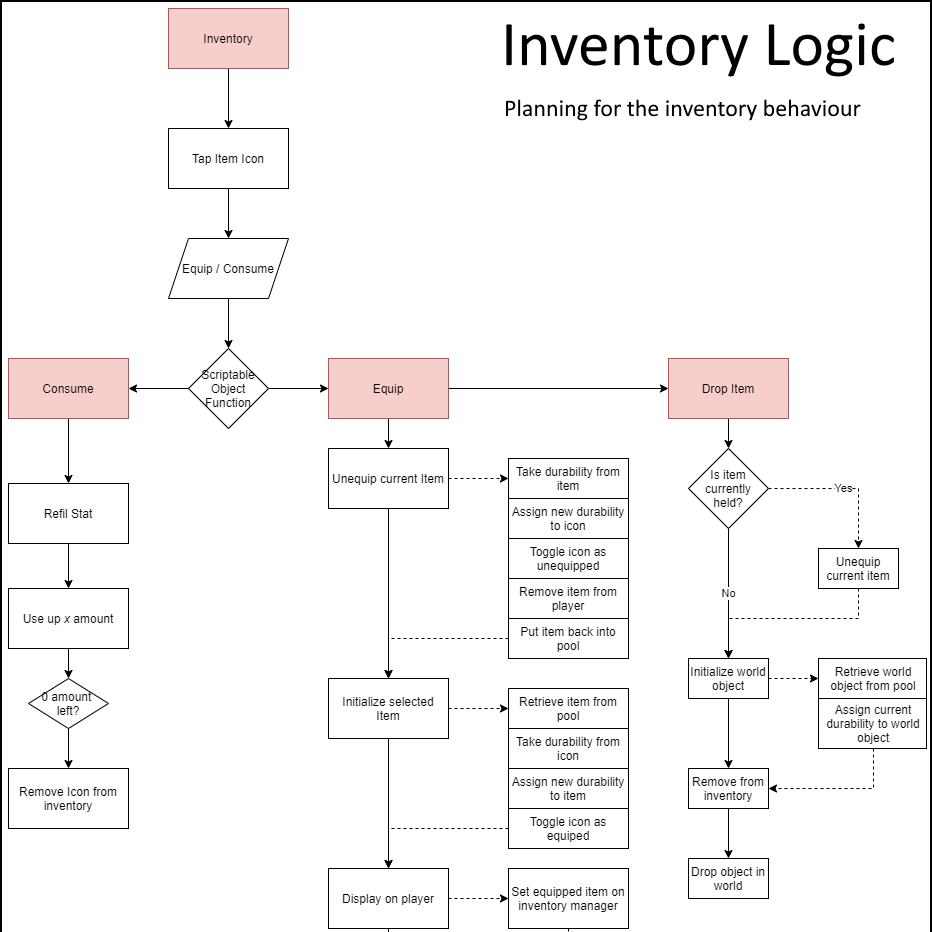 Inventory Logic
Planning for the inventory behaviour
Inventory
Tap Item Icon
Equip / Consume
Scriptable
Object
Function
Consume
Refil Stat
Use up x amount
0 amount
left?
Remove Icon from
inventory
Equip
Unequip current Item
Take durability from
item
Assign new durability
to icon
Toggle icon as
unequipped
Remove item from
player
Put item back into
pool
Initialize selected
Item
Retrieve item from
pool
Take durability from
icon
Assign new durability
to item
Toggle icon as
equiped
Display on player
Set equipped item on
inventory manager
Drop Item
Is item
currently
held?
Yes
Unequip
current item
No
Initialize world
object
Retrieve world
object from pool
Assign current
durability to world
object
Remove from
inventory
Drop object in
world